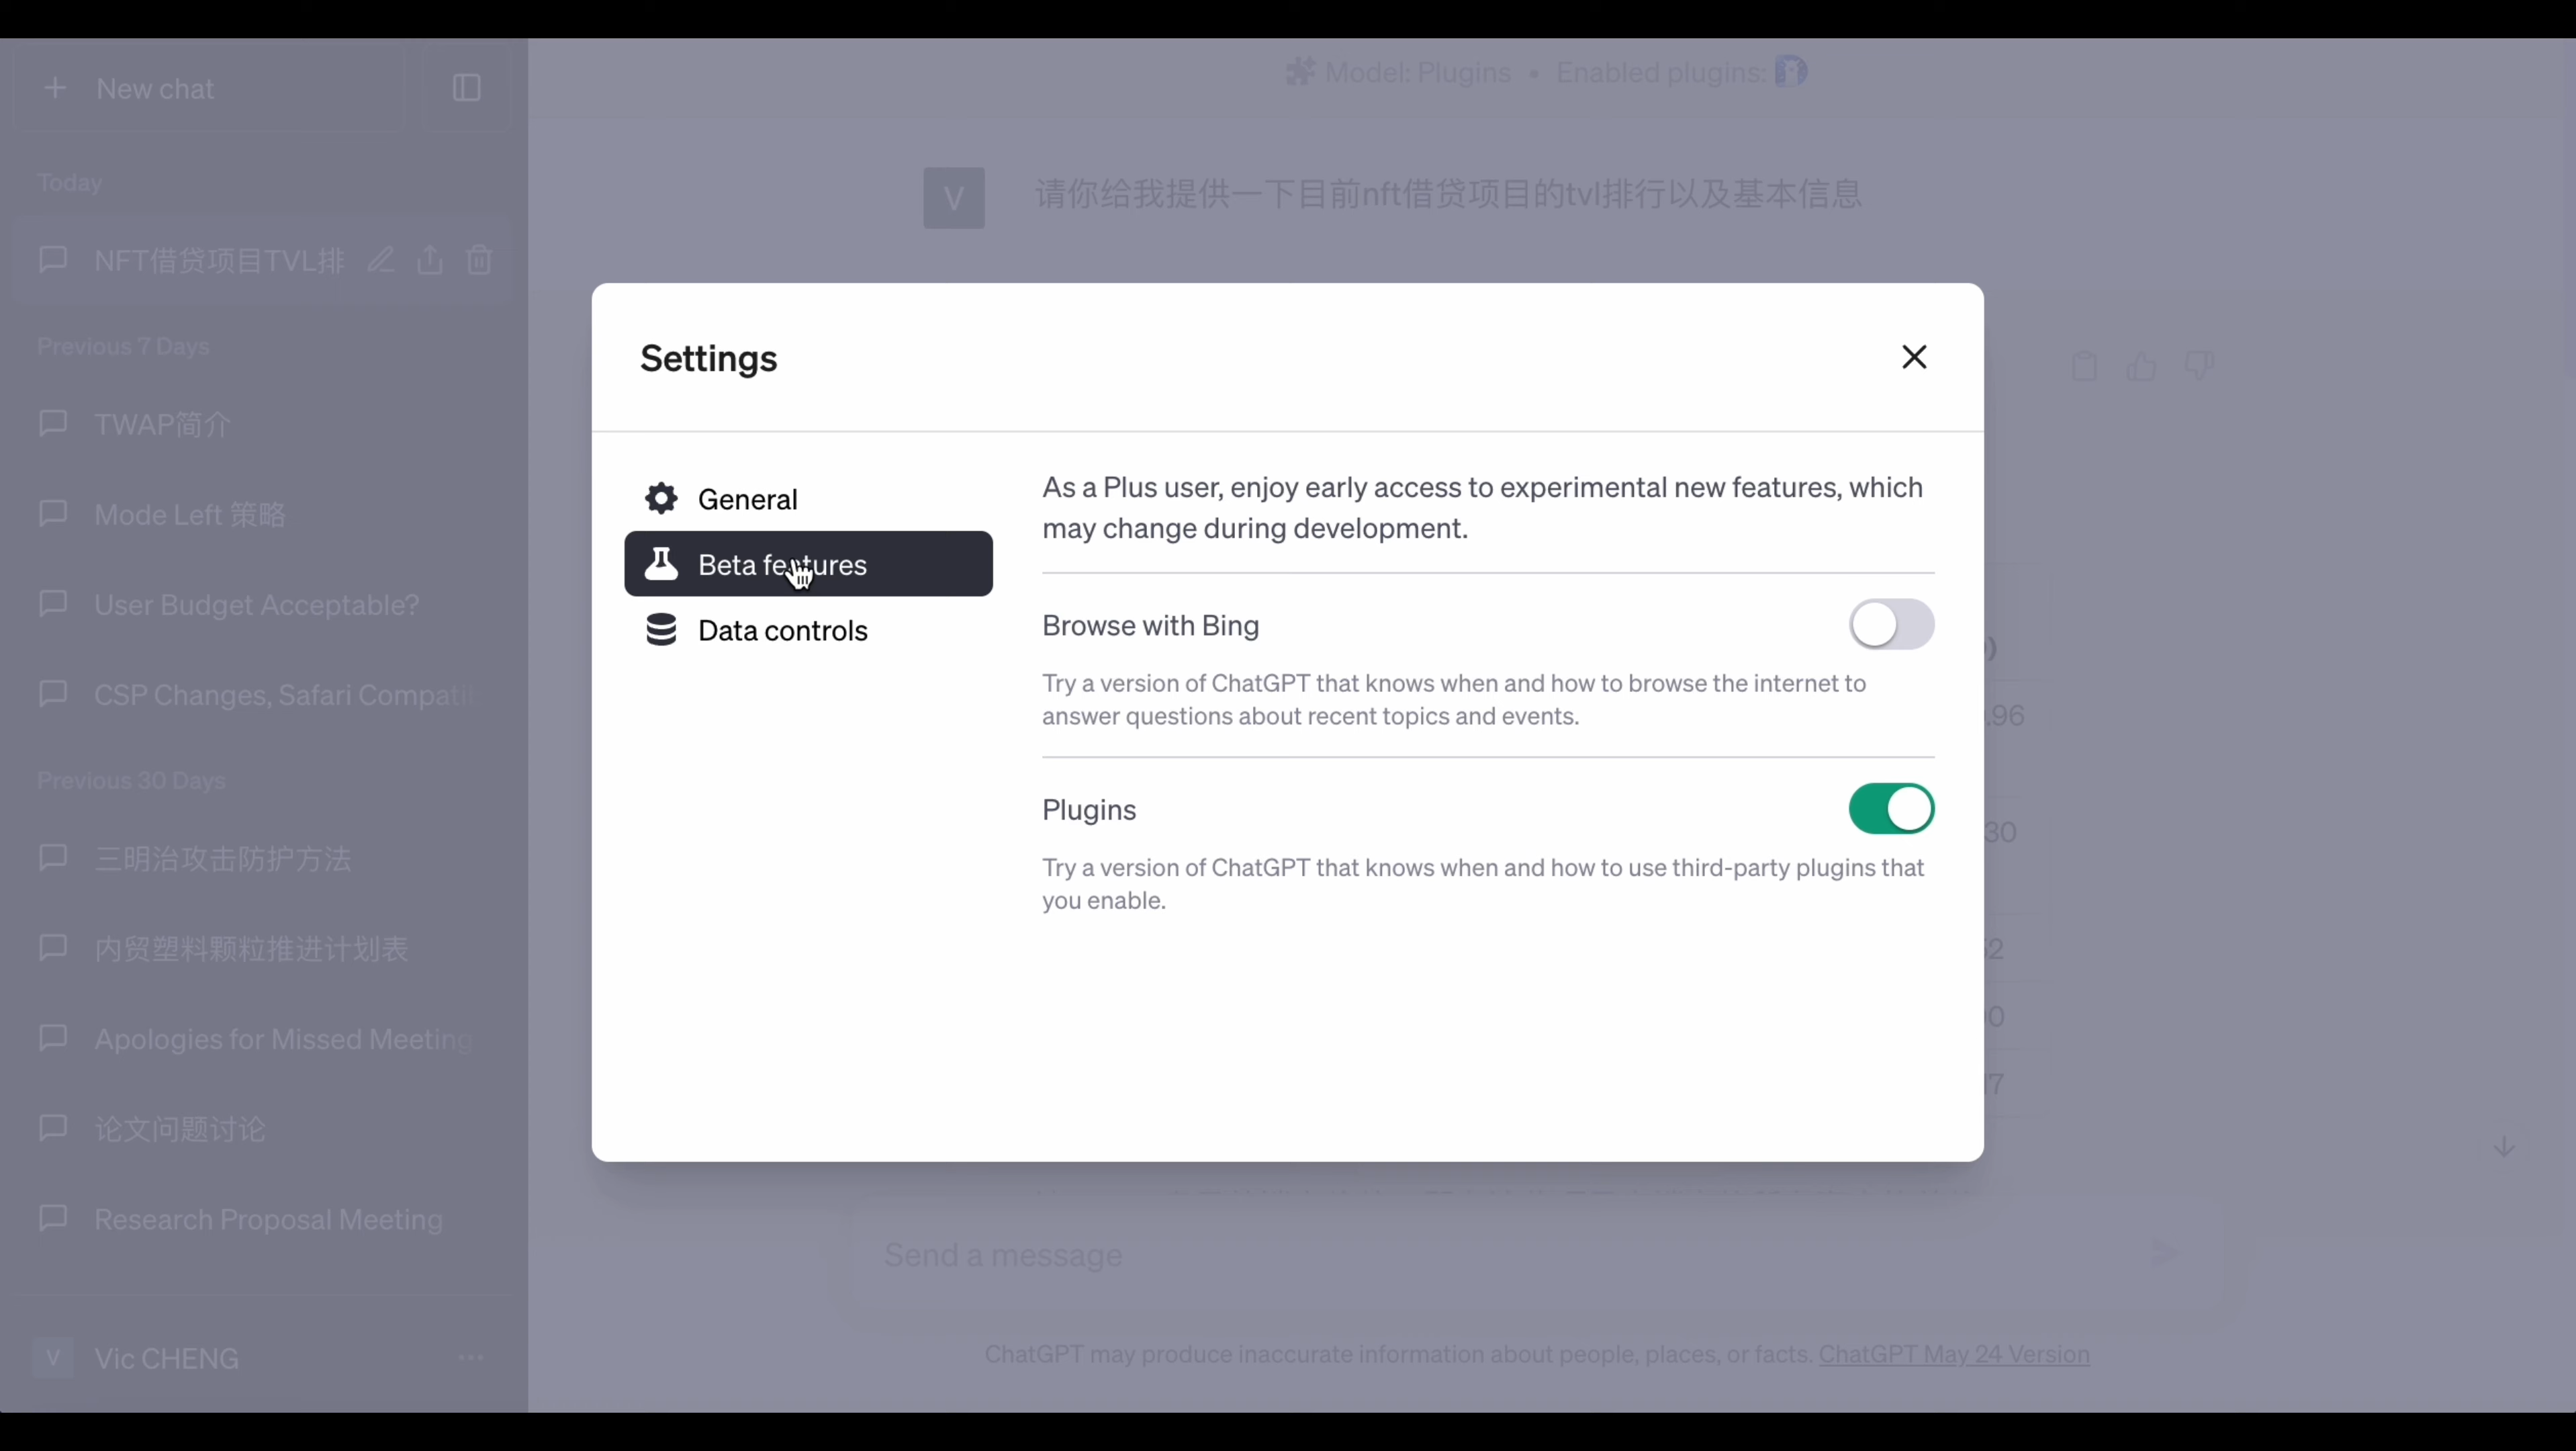 New chat
Model: Plugins • Enabled plugins:
Today
V
请你给我提供一下目前nft借贷项目的tvl排行以及基本信息
NFT借贷项目TVL排
Previous 7 Days
TWAP简介
Mode Left 策略
User Budget Acceptable?
CSP Changes, Safari Compatib
Previous 30 Days
三明治攻击防护方法
内贸塑料颗粒推进计划表
Apologies for Missed Meeting
论文问题讨论
Research Proposal Meeting
V Vic CHENG
Settings
General
Beta features
Data controls
As a Plus user, enjoy early access to experimental new features, which
may change during development.
Browse with Bing
Try a version of ChatGPT that knows when and how to browse the internet to
answer questions about recent topics and events.
Plugins
Try a version of ChatGPT that knows when and how to use third-party plugins that
you enable.
.96
30
Send a message
ChatGPT may produce inaccurate information about people, places, or facts. ChatGPT May 24 Version